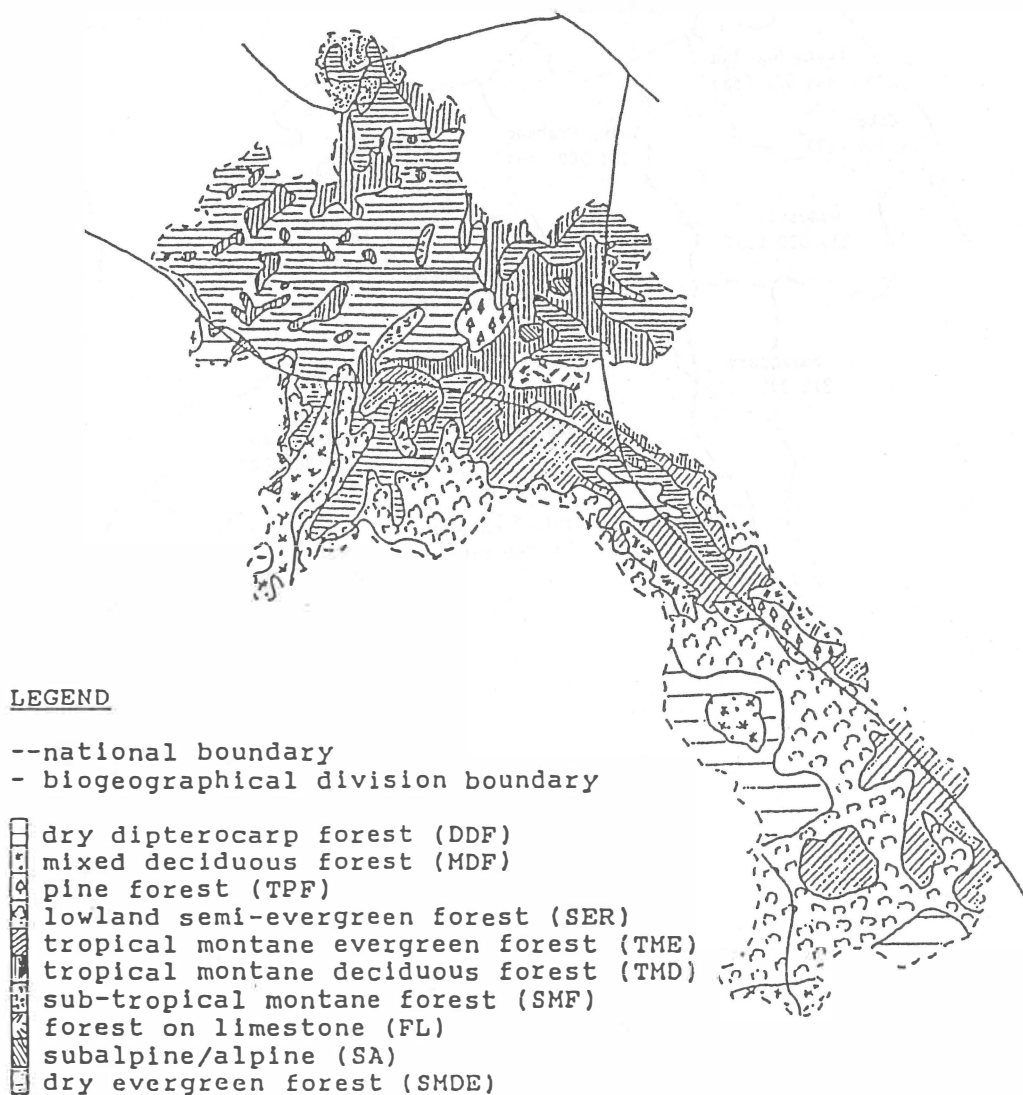 LEGEND
--national boundary
- biogeographical division boundary
dry dipterocarp forest (DDF)
mixed deciduous forest (MDF)
pine forest (TPF)
lowland semi-evergreen forest (SER)
tropical montane evergreen forest (TME)
tropical montane deciduous forest (TMD)
sub-tropical montane forest (SMF)
forest on limestone (FL)
subalpine/alpine (SA)
dry evergreen forest (SMDE)